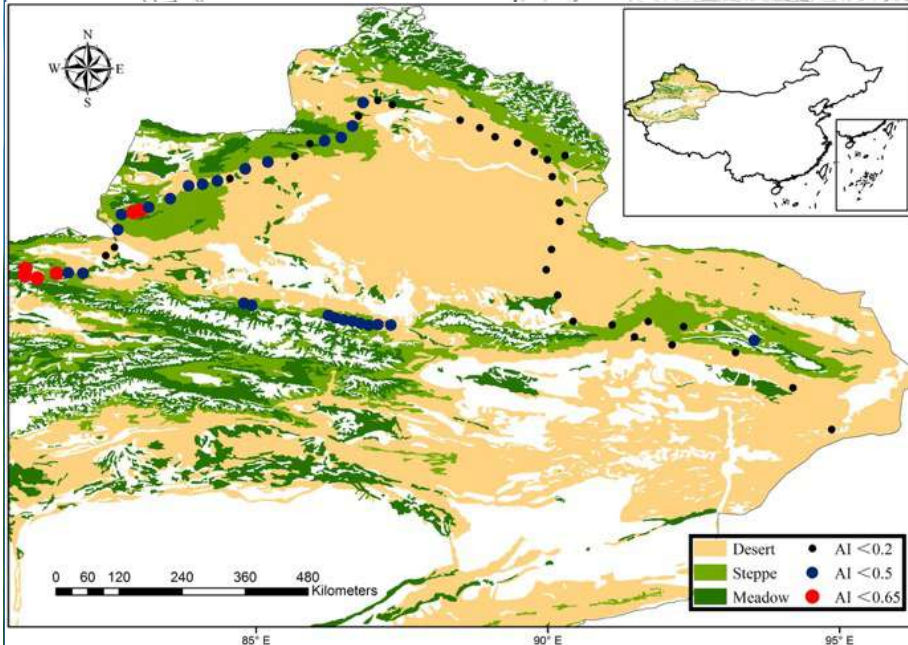 N
W E
S
Desert AI <0.2
Steppe AI <0.5
Meadow AI <0.65
0 60 120 240 360 480
Kilometers
85° E 90° E 95° E